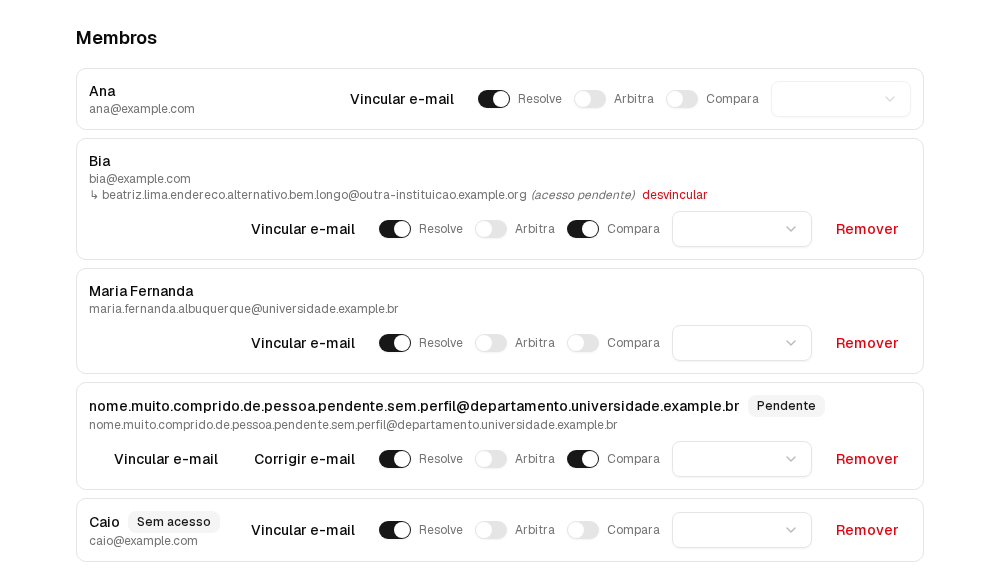 Membros
Ana
ana@example.com
Vincular e-mail Resolve Arbitra Compara
Bia
bia@example.com
↳ beatriz.lima.endereco.alternativo.bem.longo@outra-instituicao.example.org (acesso pendente) desvincular
Vincular e-mail Resolve Arbitra Compara Remover
Maria Fernanda
maria.fernanda.albuquerque@universidade.example.br
Vincular e-mail Resolve Arbitra Compara Remover
nome.muito.comprido.de.pessoa.pendente.sem.perfil@departamento.universidade.example.br Pendente
nome.muito.comprido.de.pessoa.pendente.sem.perfil@departamento.universidade.example.br
Vincular e-mail Corrigir e-mail Resolve Arbitra Compara Remover
Caio Sem acesso
caio@example.com
Vincular e-mail Resolve Arbitra Compara Remover